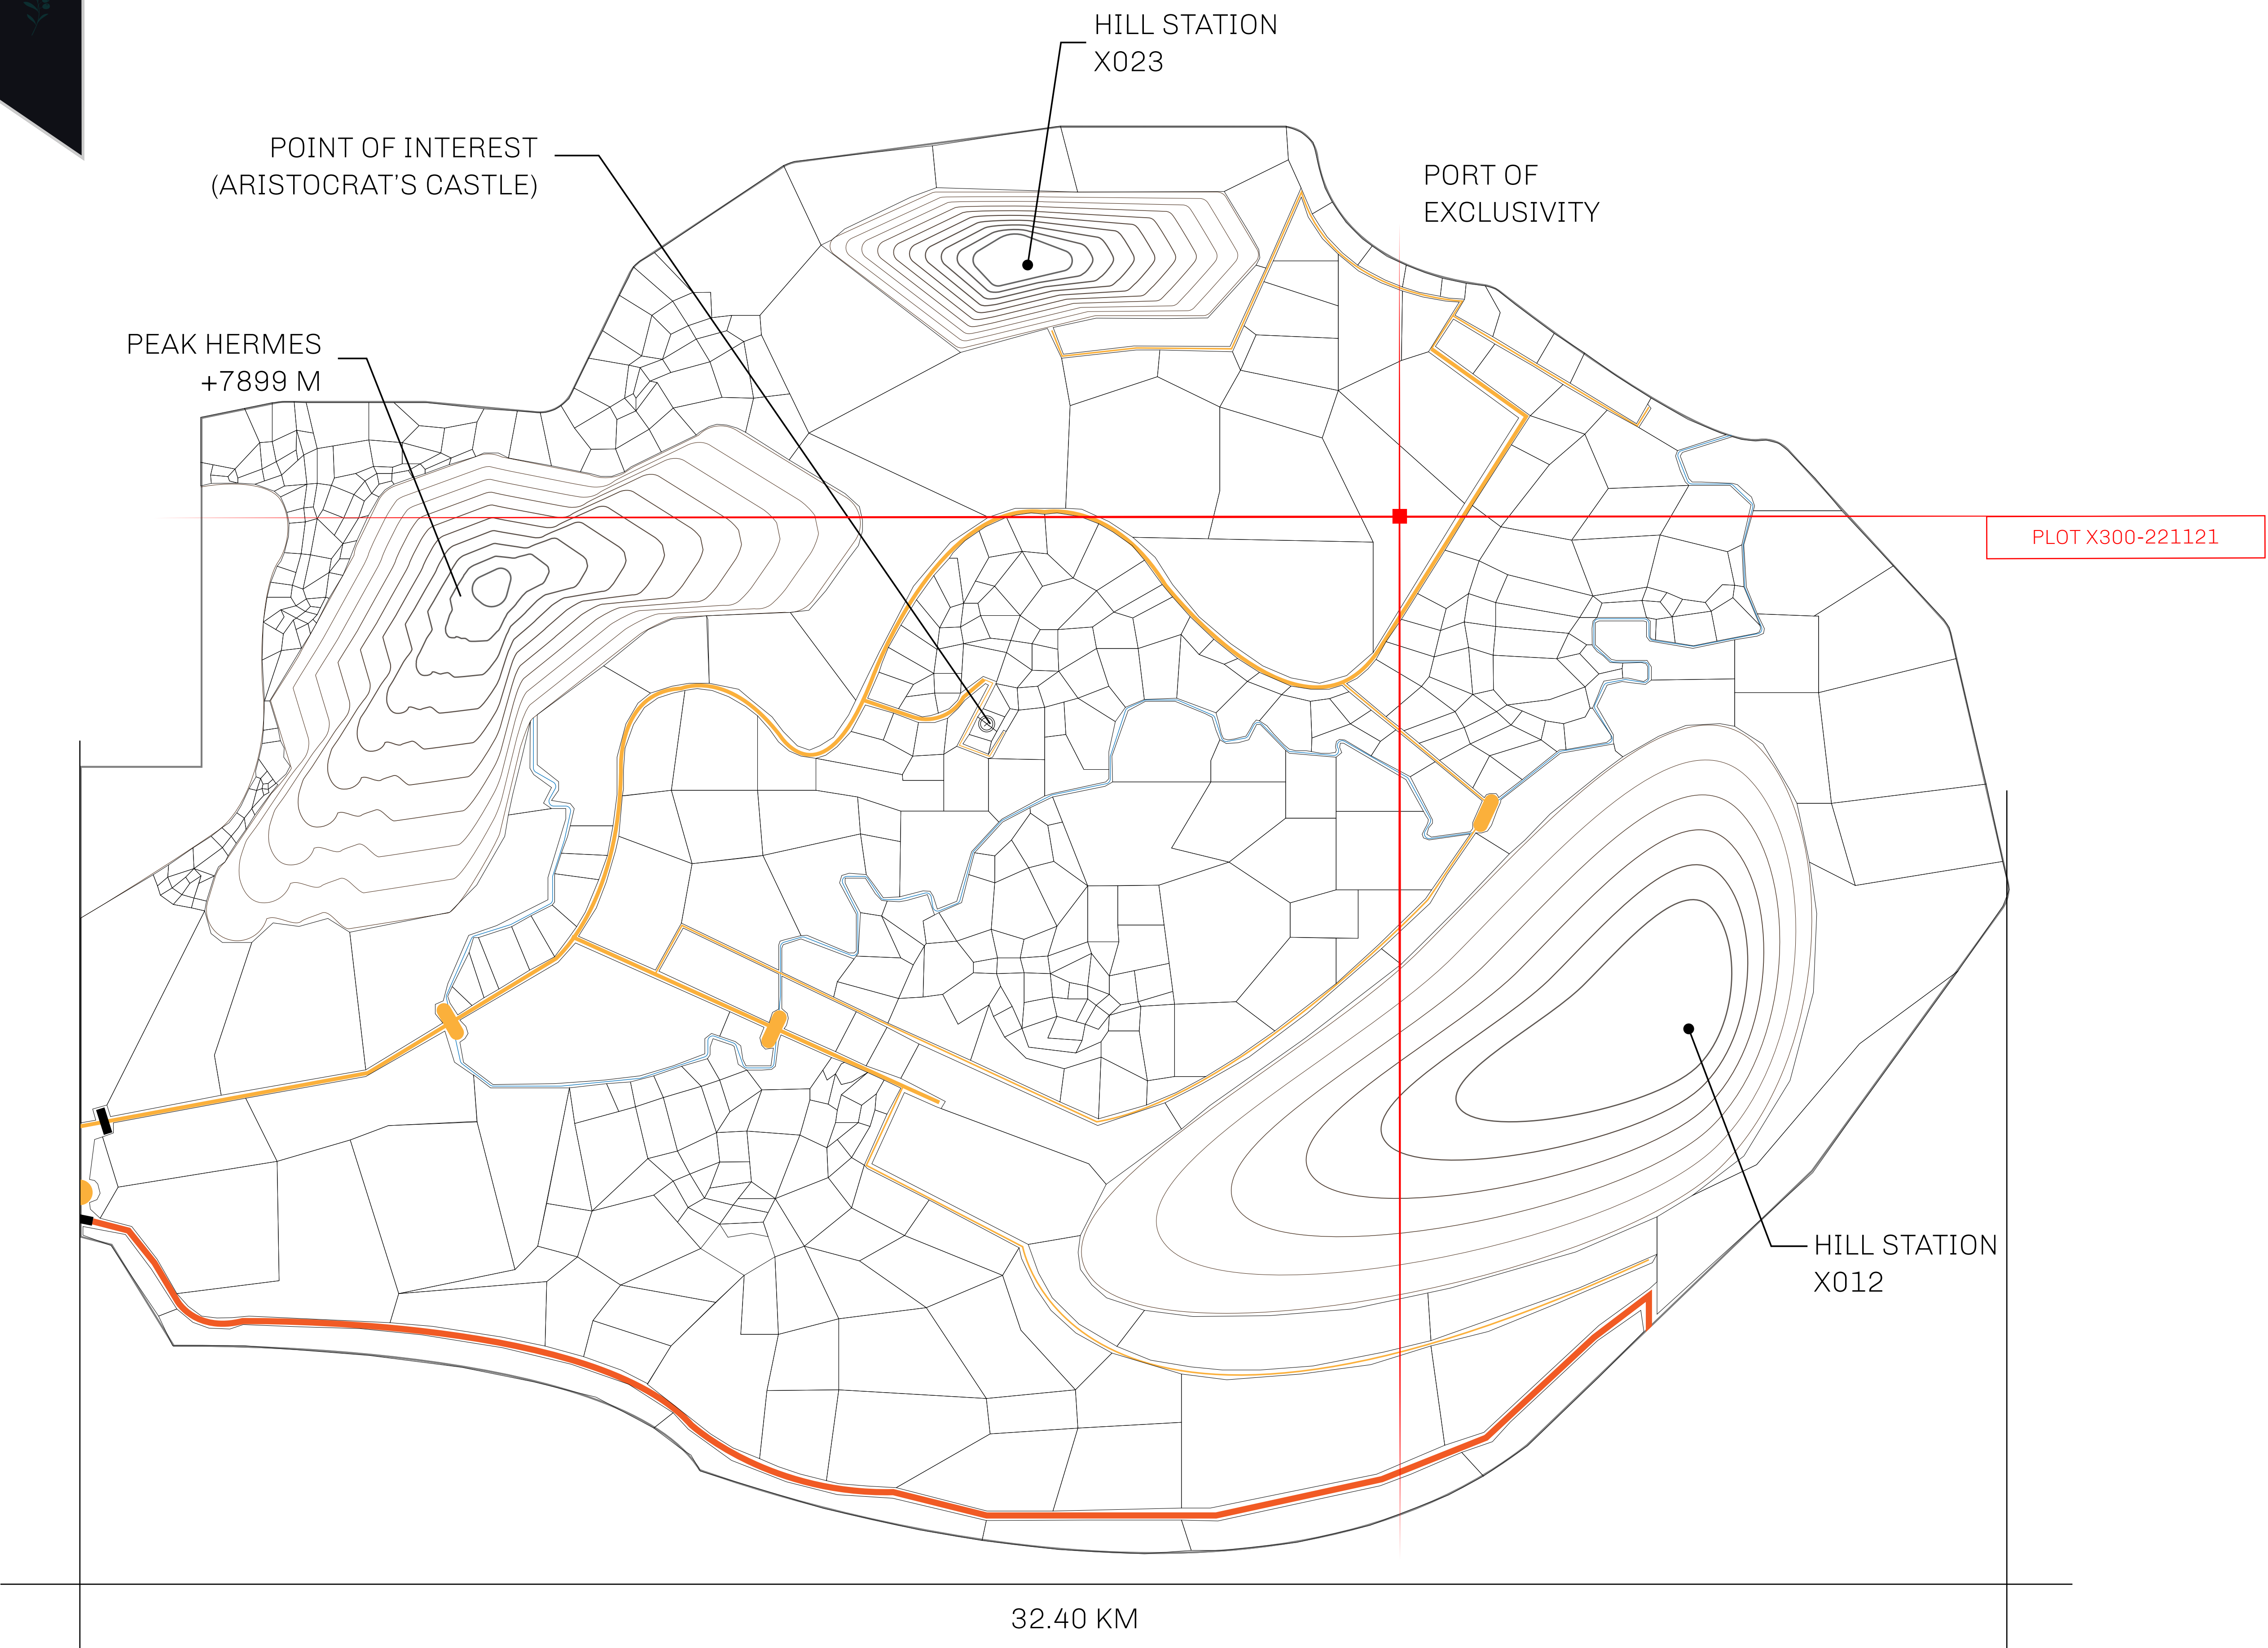 HILL STATION
X023
POINT OF INTEREST
(ARISTOCRAT’S CASTLE)
PORT OF
EXCLUSIVITY
PEAK HERMES
+7899 M
PLOT X300-221121
HILL STATION
X012
32.40 KM